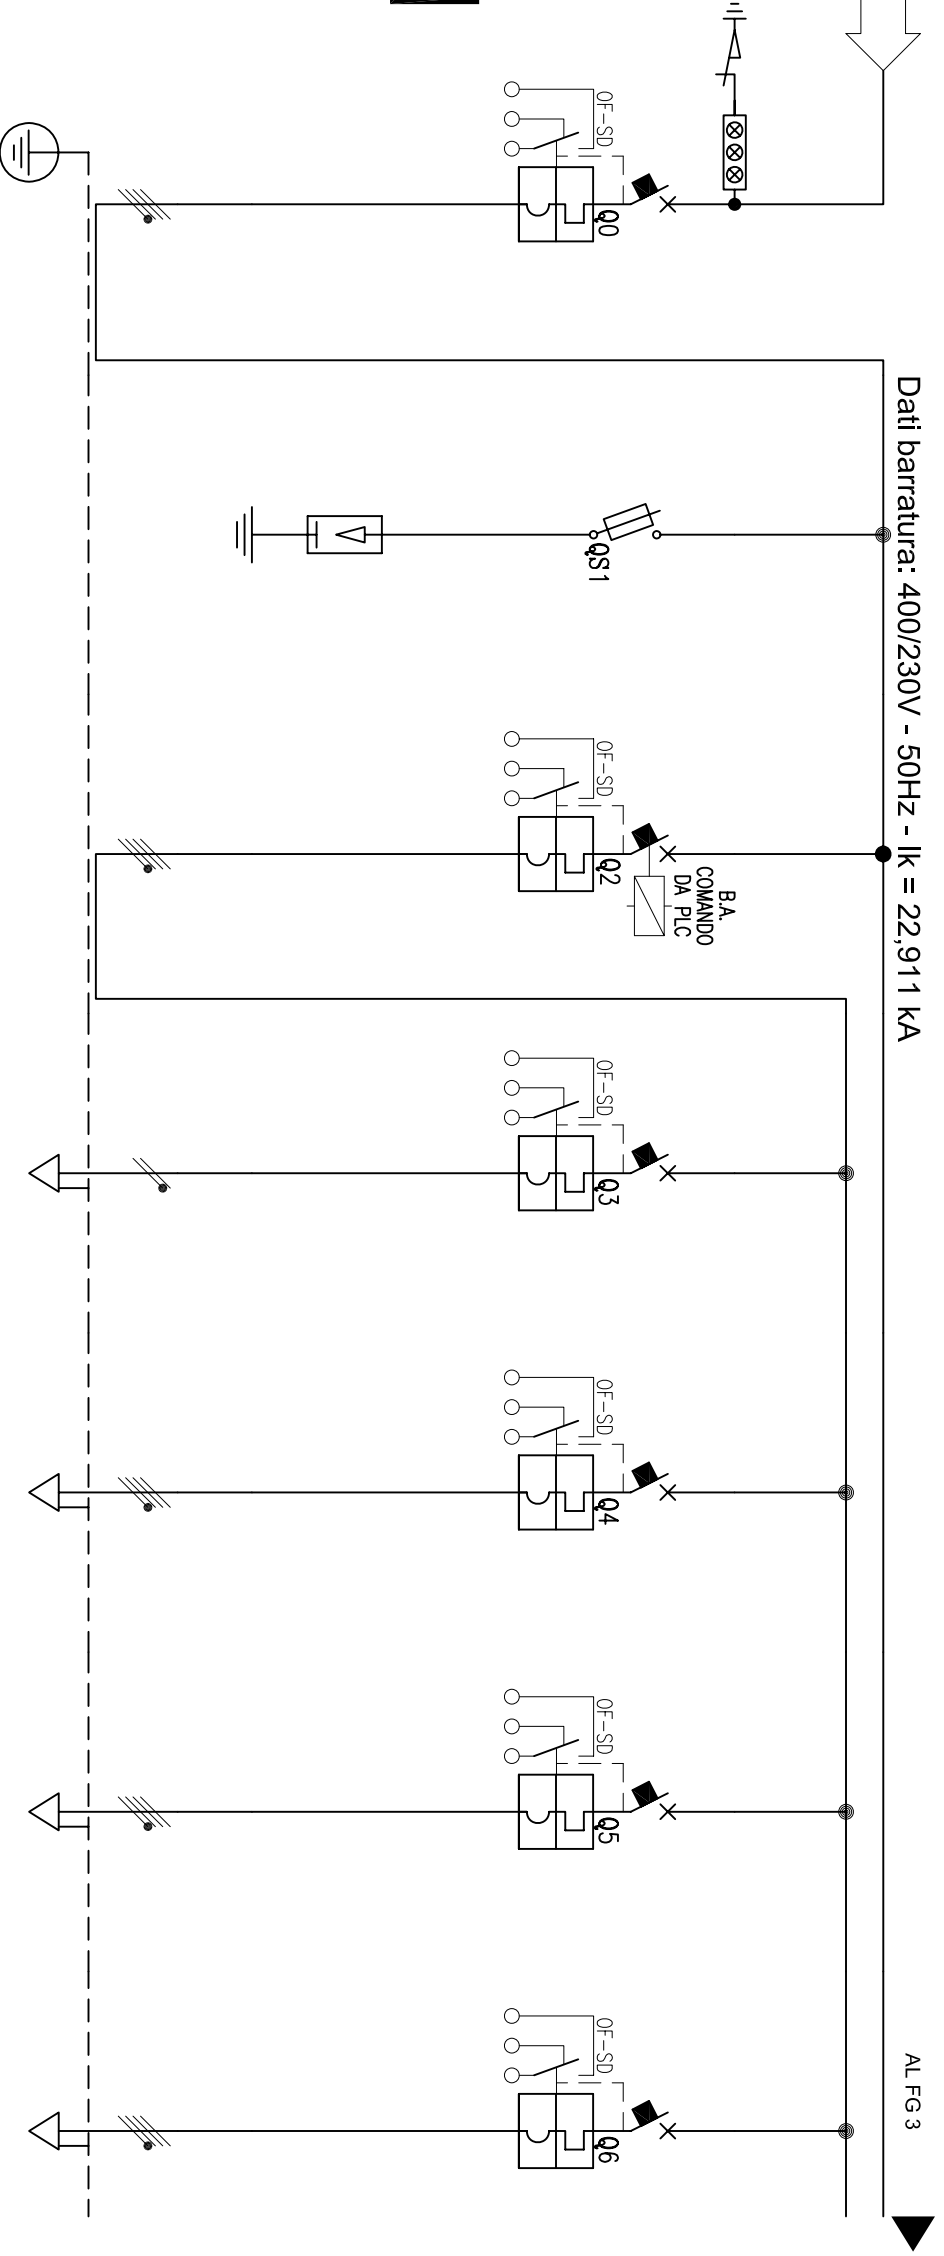 Dati barratura: 400/230V - 50Hz - Ik = 22,911 kA
AL FG 3
B.A.
COMANDO
DA PLC
OF-SD
Q0
QS1
OF-SD
Q2
OF-SD
Q3
OF-SD
Q4
OF-SD
Q5
OF-SD
Q6